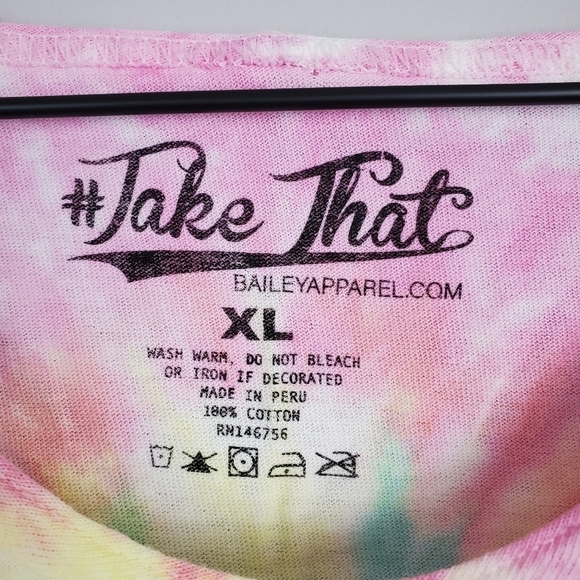 #Take That
BAILEYAPPAREL.COM
XL
WASH WARM, DO NOT BLEACH
OR IRON IF DECORATED
MADE IN PERU
100% COTTON
RN146756